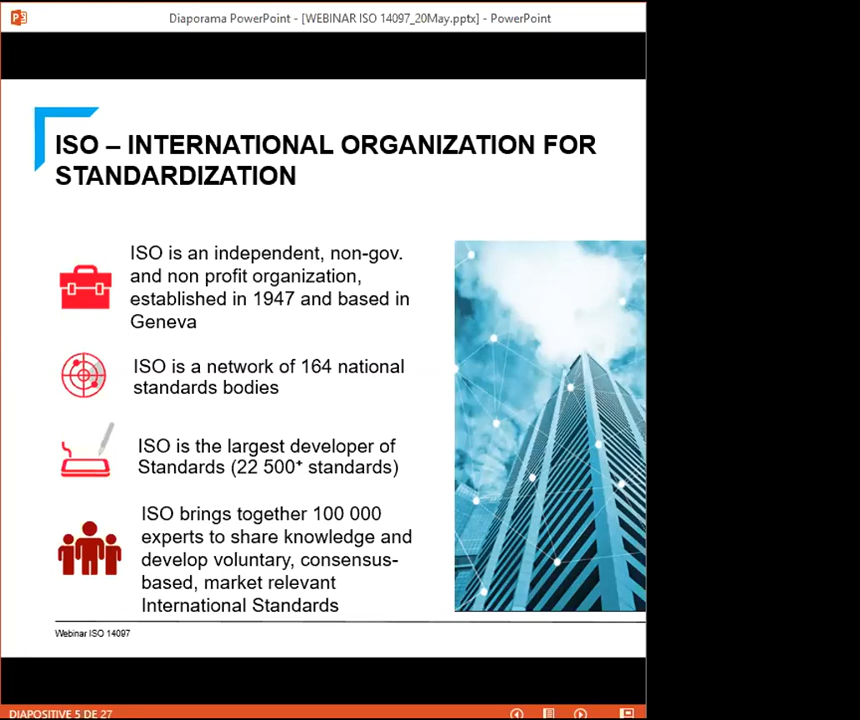 Diaporama PowerPoint - [WEBINAR ISO 14097_20May.pptx] - PowerPoint
ISO – INTERNATIONAL ORGANIZATION FOR
STANDARDIZATION
ISO is an independent, non-gov.
and non profit organization,
established in 1947 and based in
Geneva
ISO is a network of 164 national
standards bodies
ISO is the largest developer of
Standards (22 500⁺ standards)
ISO brings together 100 000
experts to share knowledge and
develop voluntary, consensus-
based, market relevant
International Standards
Webinar ISO 14097
DIAPOSITIVE 5 DE 27